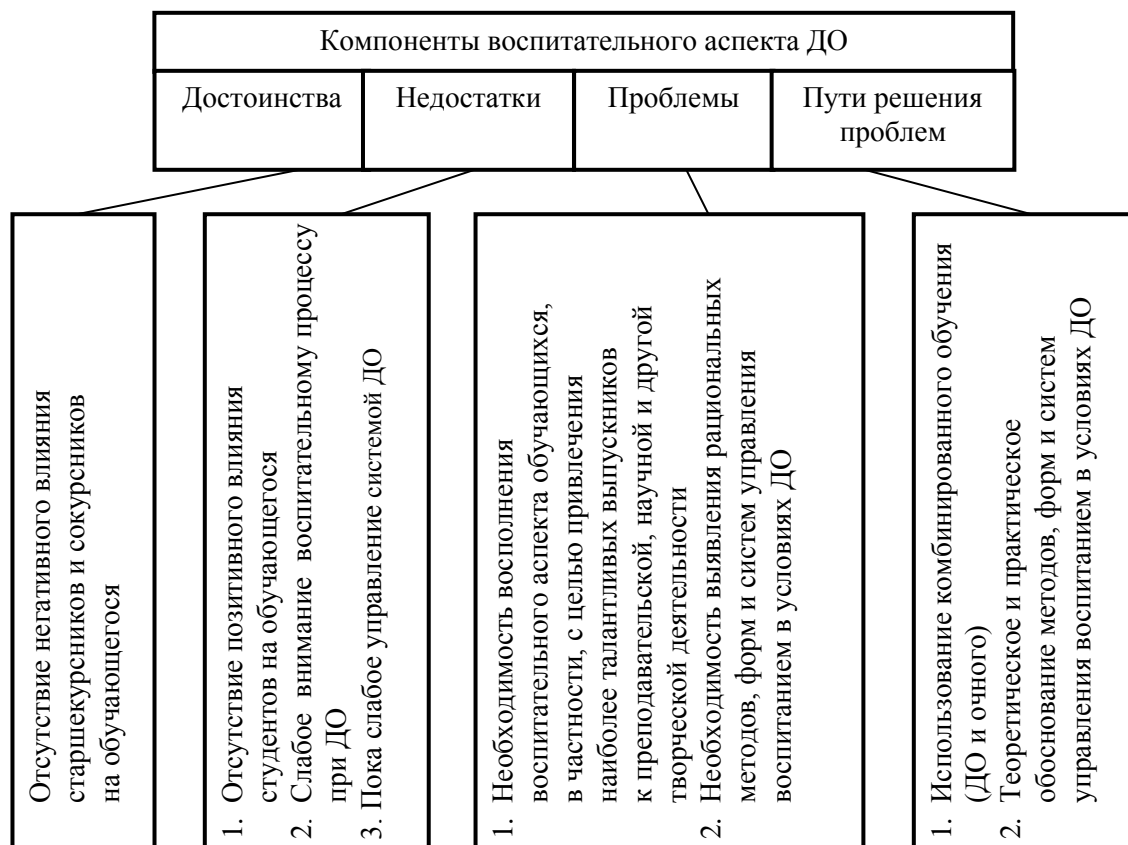 Компоненты воспитательного аспекта ДО
Достоинства
Недостатки
Проблемы
Пути решения
проблем
Отсутствие негативного влияния
старшекурсников и сокурсников
на обучающегося
1. Отсутствие позитивного влияния
студентов на обучающегося
2. Слабое внимание воспитательному процессу
при ДО
3. Пока слабое управление системой ДО
1. Необходимость восполнения
воспитательного аспекта обучающихся,
в частности, с целью привлечения
наиболее талантливых выпускников
к преподавательской, научной и другой
творческой деятельности
2. Необходимость выявления рациональных
методов, форм и систем управления
воспитанием в условиях ДО
1. Использование комбинированного обучения
(ДО и очного)
2. Теоретическое и практическое
обоснование методов, форм и систем
управления воспитанием в условиях ДО